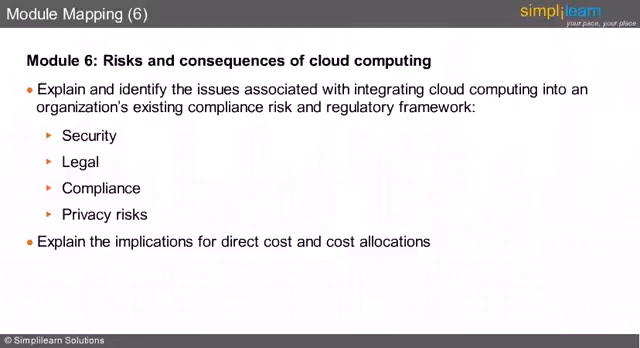 Module Mapping (6)
simplilearn
your pace, your place
Module 6: Risks and consequences of cloud computing
Explain and identify the issues associated with integrating cloud computing into an
organization's existing compliance risk and regulatory framework:
Security
Legal
Compliance
Privacy risks
Explain the implications for direct cost and cost allocations
© Simplilearn Solutions